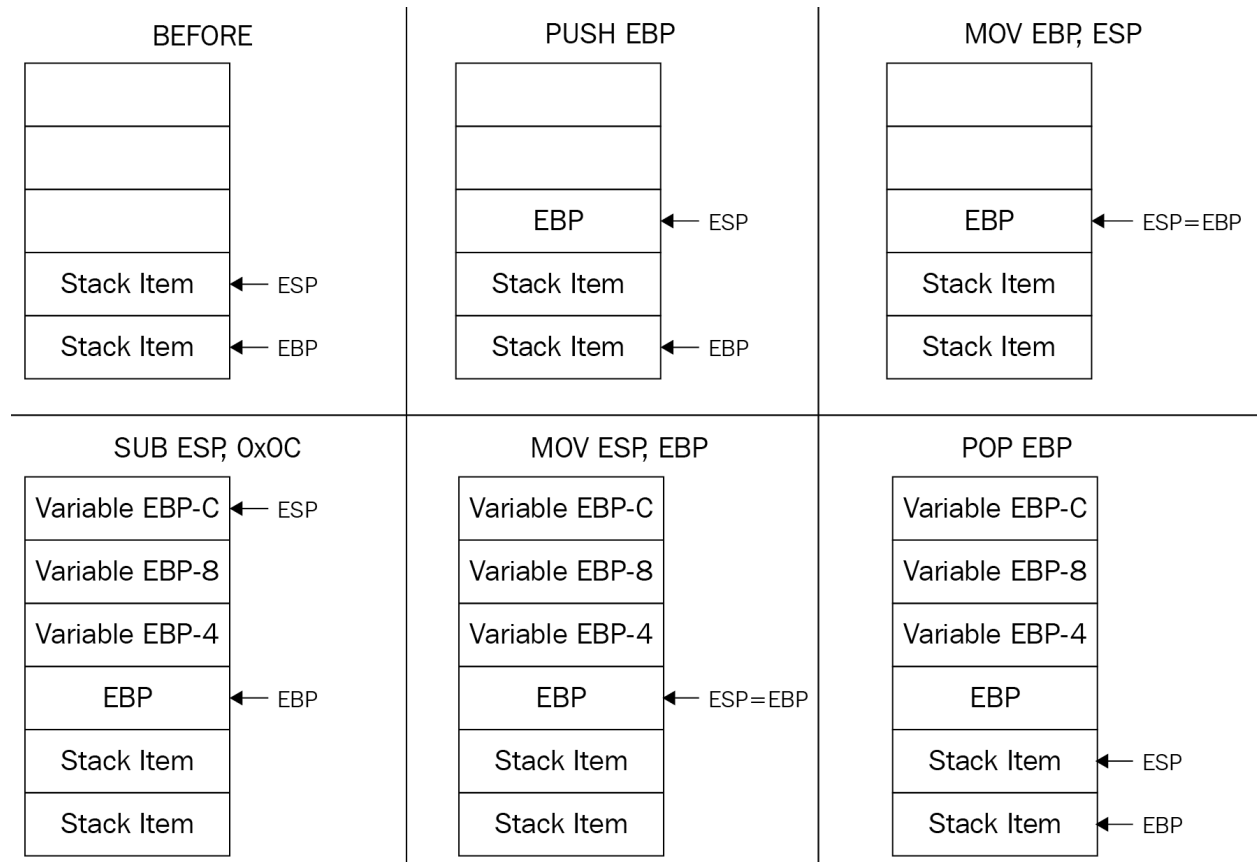 BEFORE
Stack Item
ESP
Stack Item
EBP
PUSH EBP
EBP
ESP
Stack Item
Stack Item
EBP
MOV EBP, ESP
EBP
ESP=EBP
Stack Item
Stack Item
SUB ESP, 0x0C
Variable EBP-C
ESP
Variable EBP-8
Variable EBP-4
EBP
EBP
Stack Item
Stack Item
MOV ESP, EBP
Variable EBP-C
Variable EBP-8
Variable EBP-4
EBP
ESP=EBP
Stack Item
Stack Item
POP EBP
Variable EBP-C
Variable EBP-8
Variable EBP-4
EBP
Stack Item
ESP
Stack Item
EBP